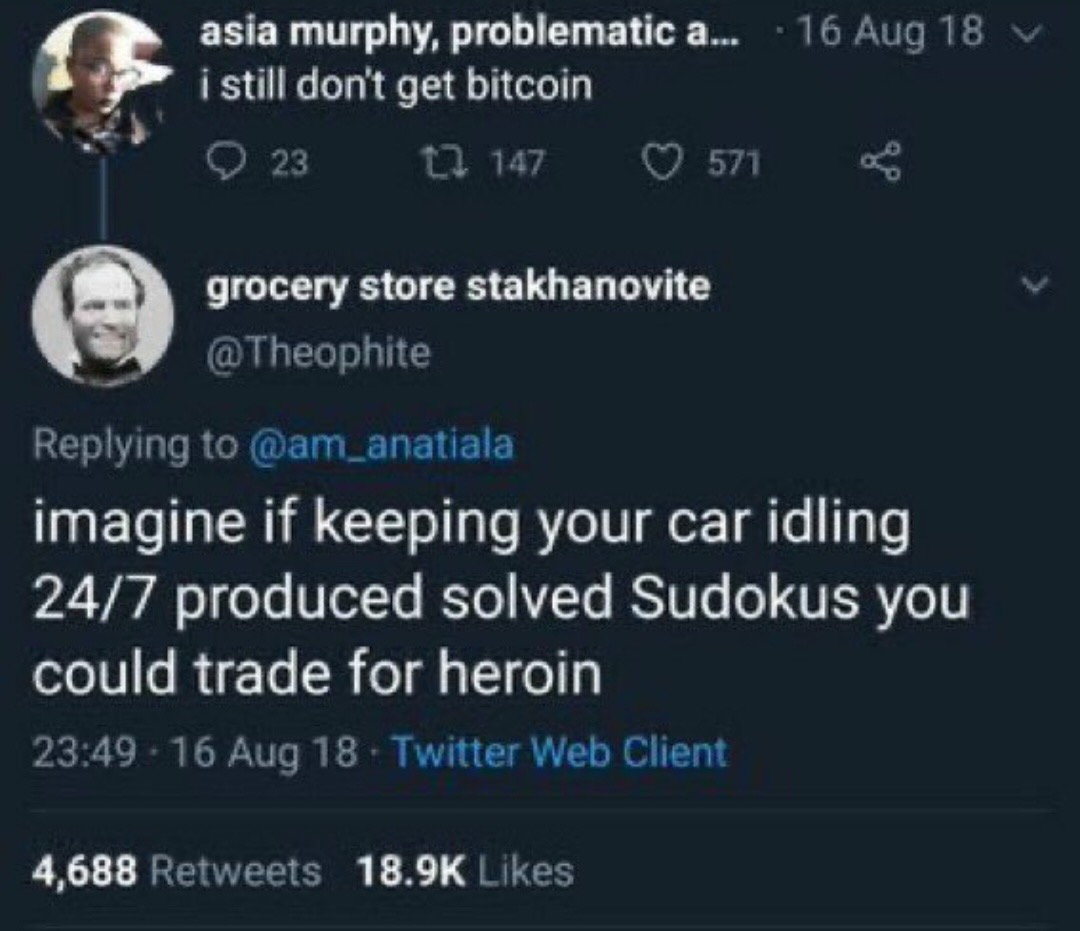 asia murphy, problematic a... · 16 Aug 18
i still don't get bitcoin
23 147 571
grocery store stakhanovite
@Theophite
Replying to @am_anatiala
imagine if keeping your car idling
24/7 produced solved Sudokus you
could trade for heroin
23:49 · 16 Aug 18 · Twitter Web Client
4,688 Retweets 18.9K Likes